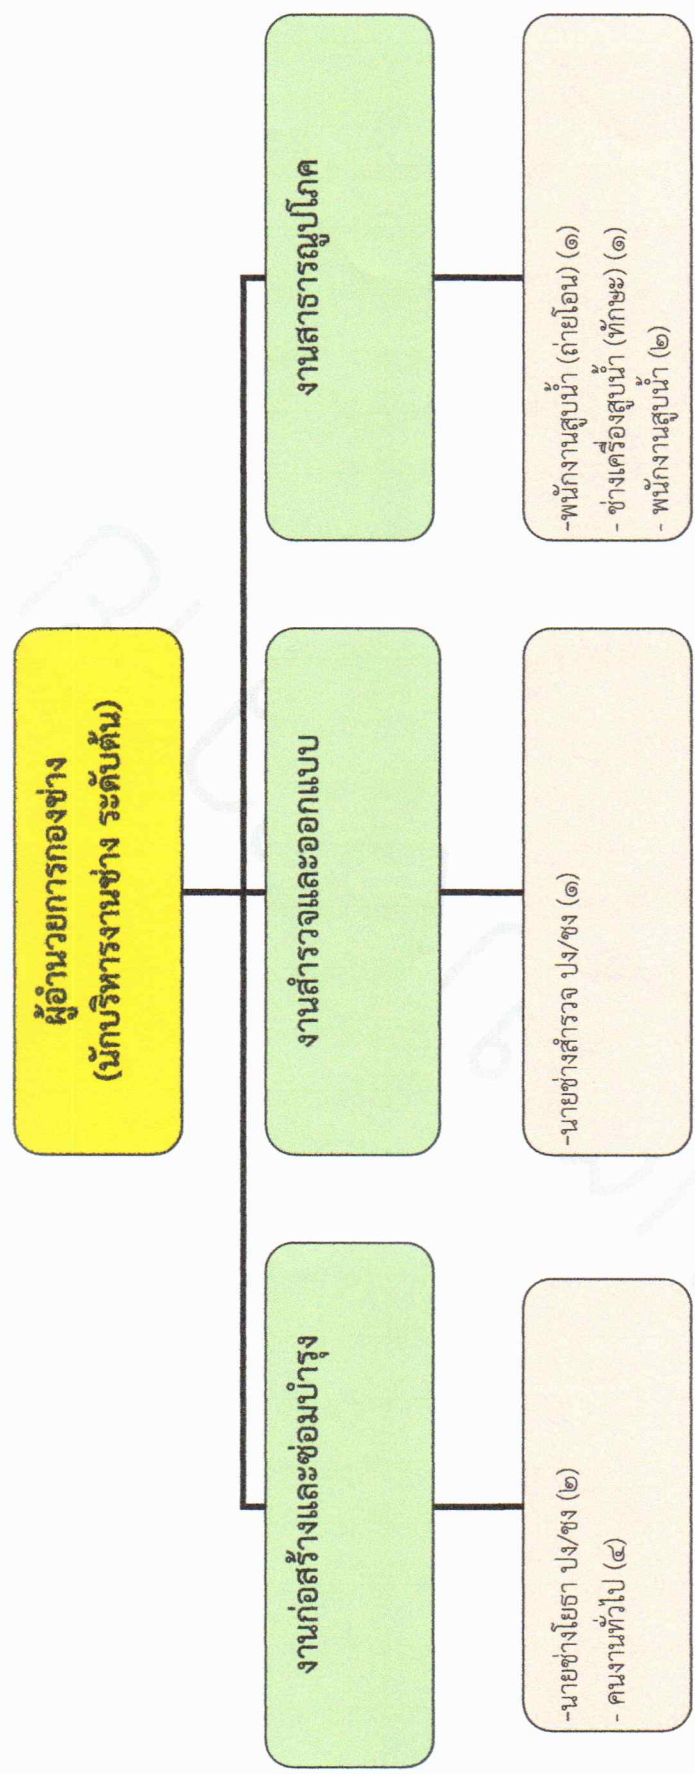 ผู้อำนวยการกองช่าง
(นักบริหารงานช่าง ระดับต้น)
งานก่อสร้างและซ่อมบำรุง
งานสำรวจและออกแบบ
งานสาธารณูปโภค
-นายช่างโยธา ปง/ชง (๒)
- คนงานทั่วไป (๔)
-นายช่างสำรวจ ปง/ชง (๑)
-พนักงานสูบน้ำ (ถ่ายโอน) (๑)
- ช่างเครื่องสูบน้ำ (ทักษะ) (๑)
- พนักงานสูบน้ำ (๒)